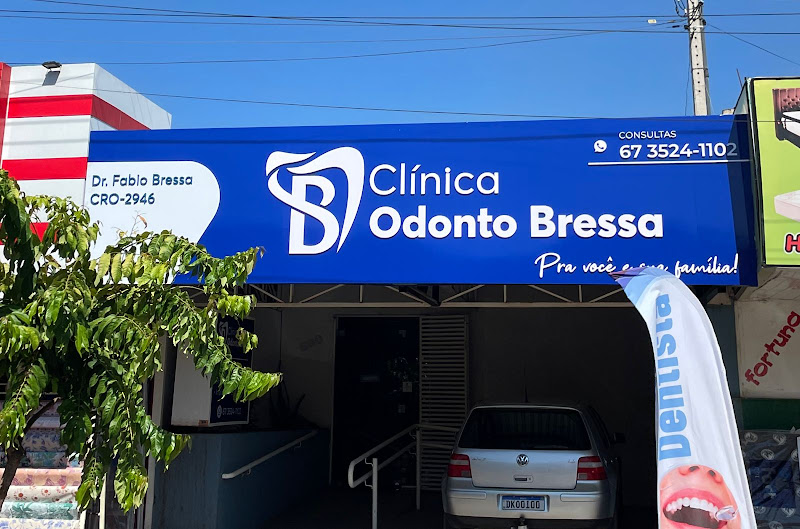 Dr. Fabio Bressa
CRO-2946
B
Clínica
Odonto Bressa
Pra você e sua família!
CONSULTAS
67 3524-1102
Dentista
fortuna
H